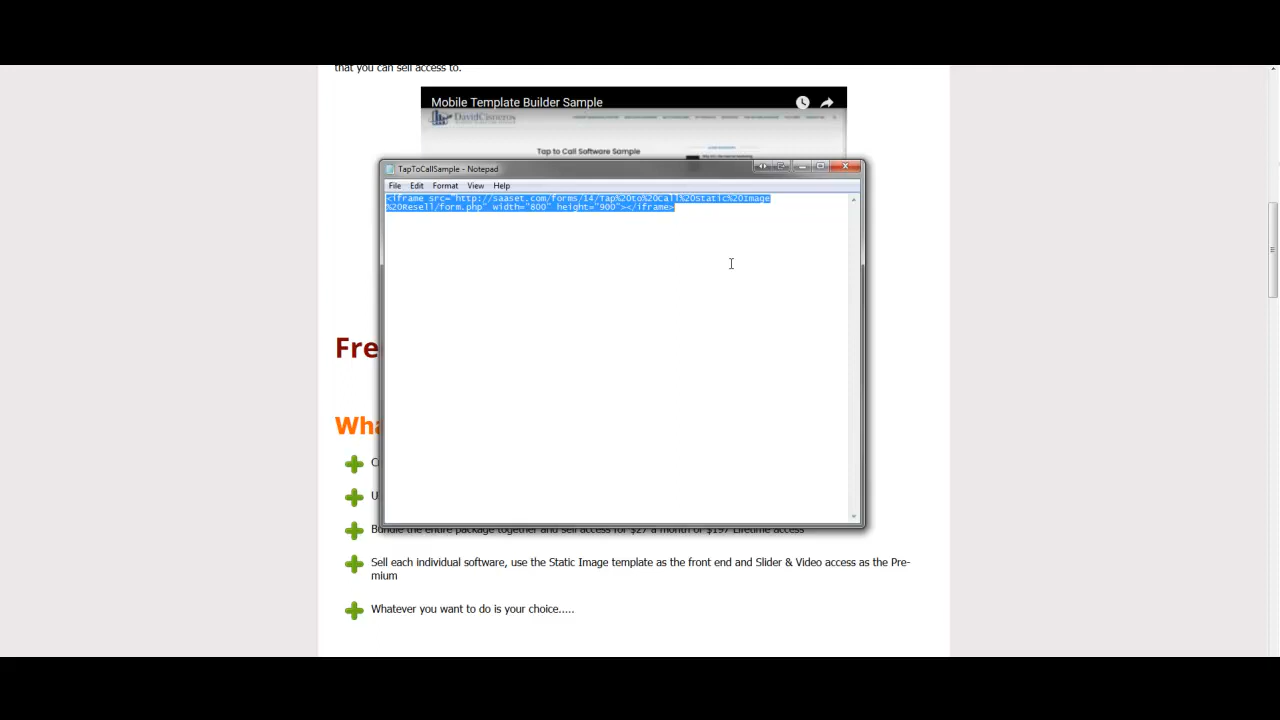 that you can sell access to.
Mobile Template Builder Sample
DavidCisneros
Tap to Call Software Sample
TapToCallSample - Notepad
File Edit Format View Help
<iframe src="http://saaset.com/forms/14/Tap%20to%20Call%20Static%20Image
%20Resell/form.php" width="800" height="900"></iframe>
Fre
Wha
C
U
Bundle the entire package together and sell access for $27 a month or $197 Lifetime access
Sell each individual software, use the Static Image template as the front end and Slider & Video access as the Pre-
mium
Whatever you want to do is your choice.....